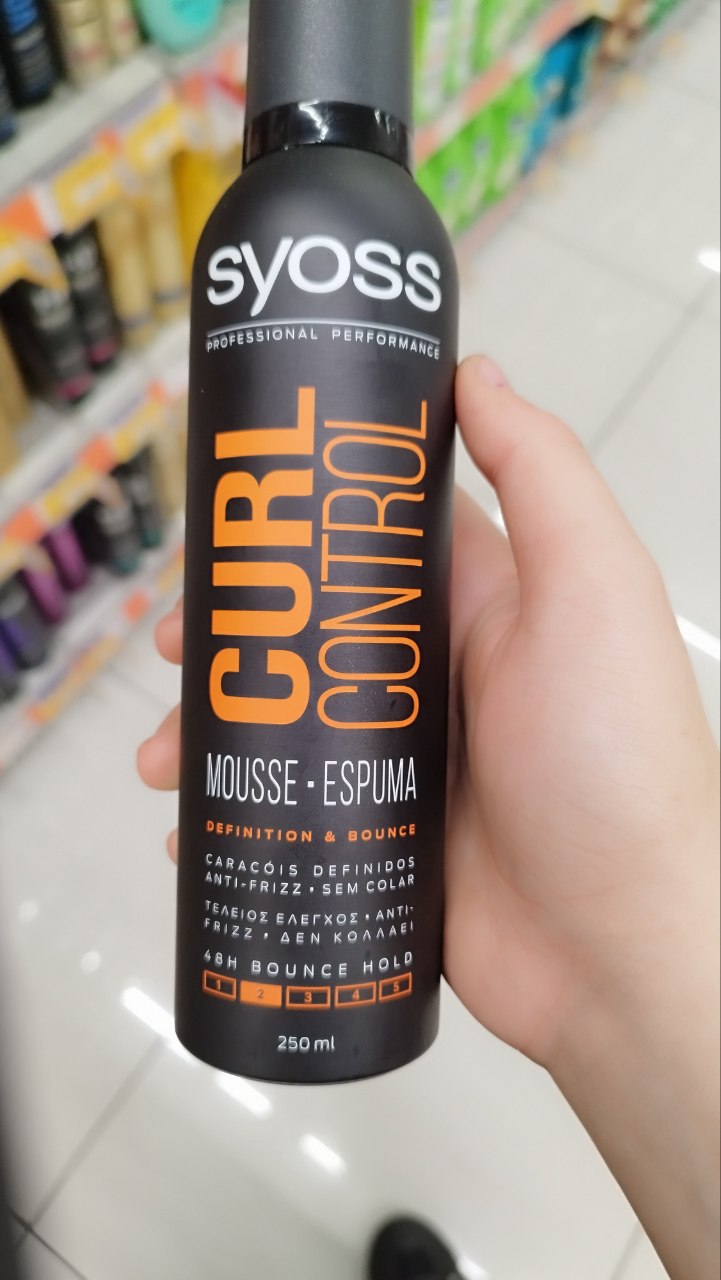 syoss
PROFESSIONAL PERFORMANCE
CURL
CONTROL
MOUSSE • ESPUMA
DEFINITION & BOUNCE
CARACÓIS DEFINIDOS
ANTI-FRIZZ • SEM COLAR
ΤΕΛΕΙΟΣ ΕΛΕΓΧΟΣ • ANTI-
FRIZZ • ΔΕΝ ΚΟΛΛΑΕΙ
48H BOUNCE HOLD
1 2 3 4 5
250 ml